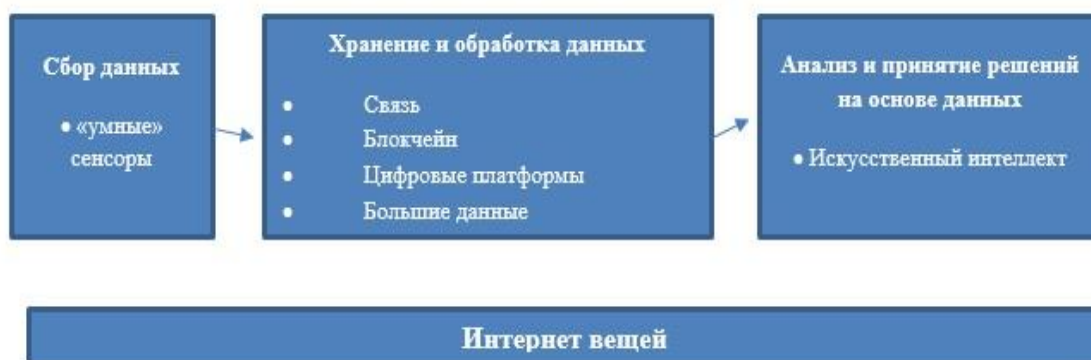 Сбор данных
• «умные»
сенсоры
Хранение и обработка данных
• Связь
• Блокчейн
• Цифровые платформы
• Большие данные
Анализ и принятие решений
на основе данных
• Искусственный интеллект
Интернет вещей